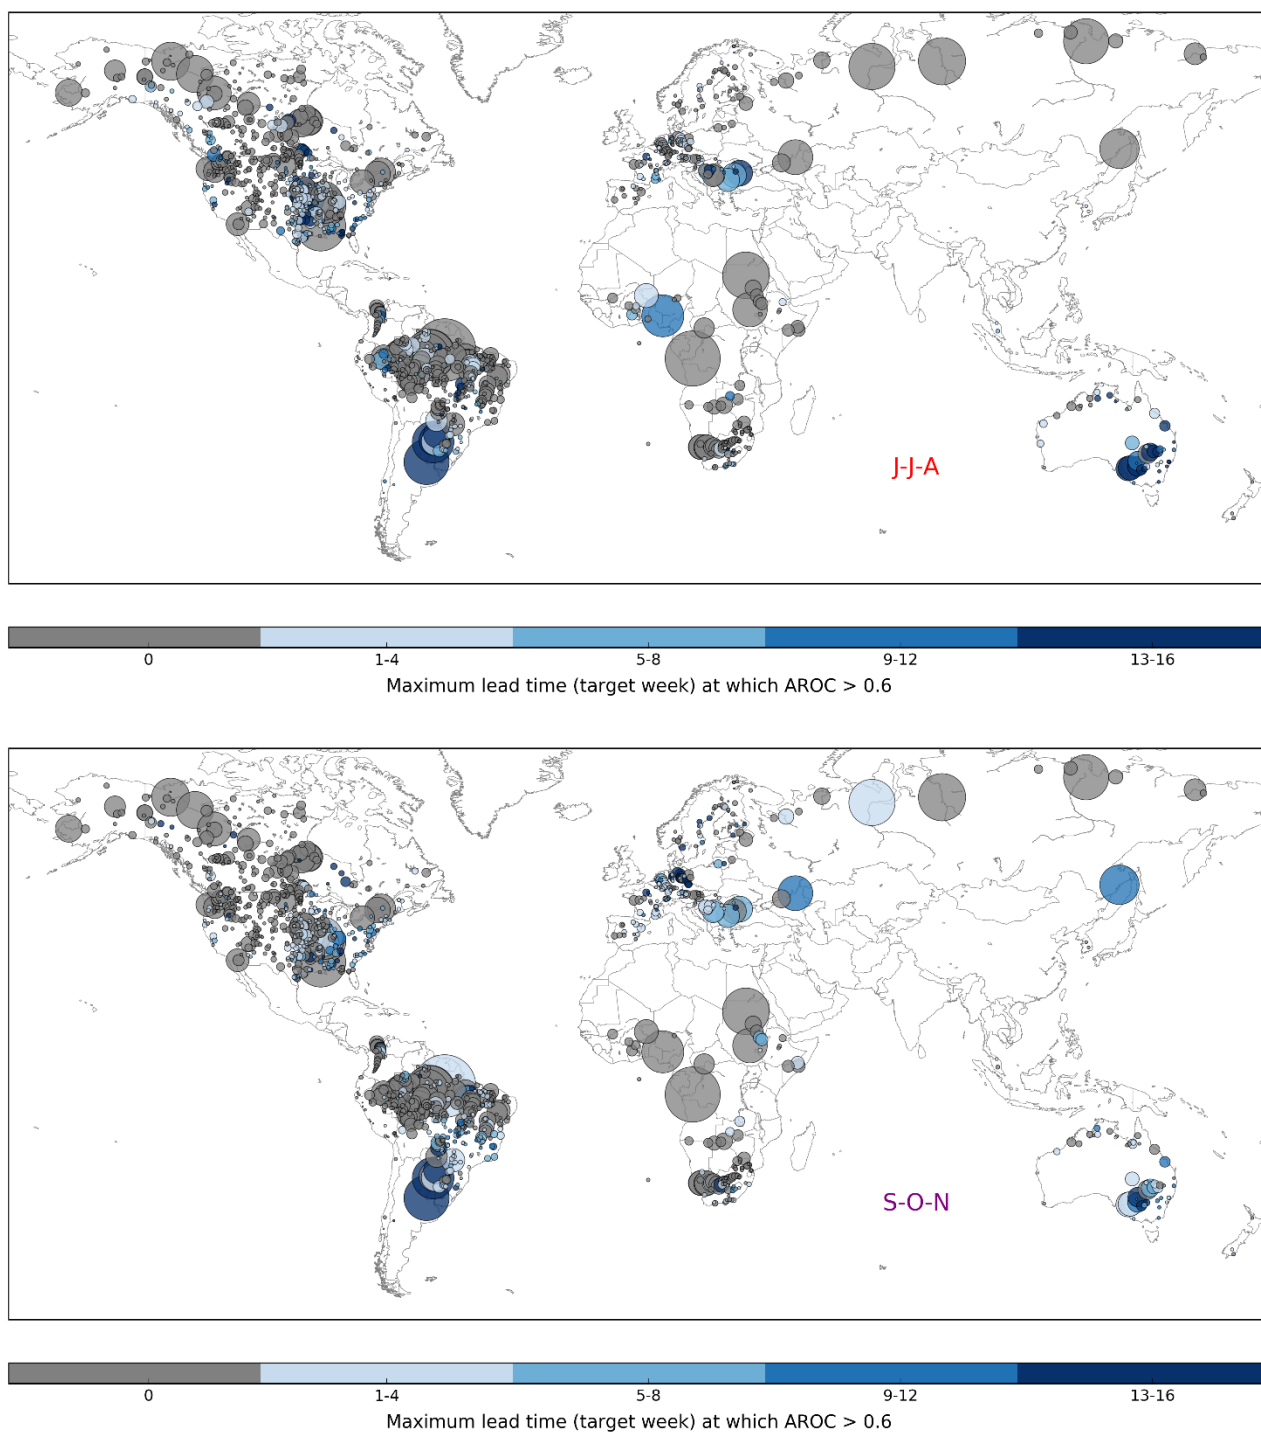 J-J-A
0 1-4 5-8 9-12 13-16
Maximum lead time (target week) at which AROC > 0.6
S-O-N
0 1-4 5-8 9-12 13-16
Maximum lead time (target week) at which AROC > 0.6